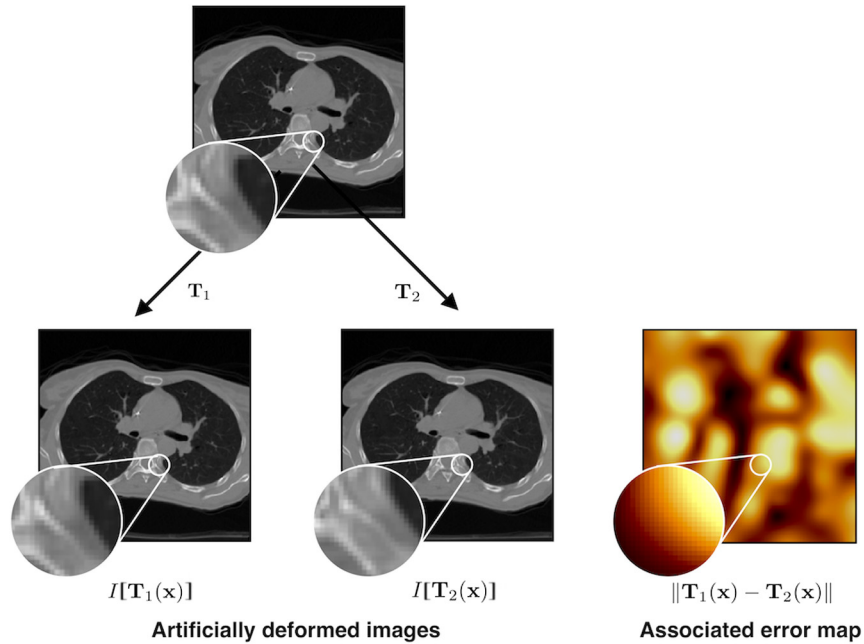 T₁ T₂
I[T₁(x)] I[T₂(x)] ‖T₁(x) − T₂(x)‖
Artificially deformed images Associated error map